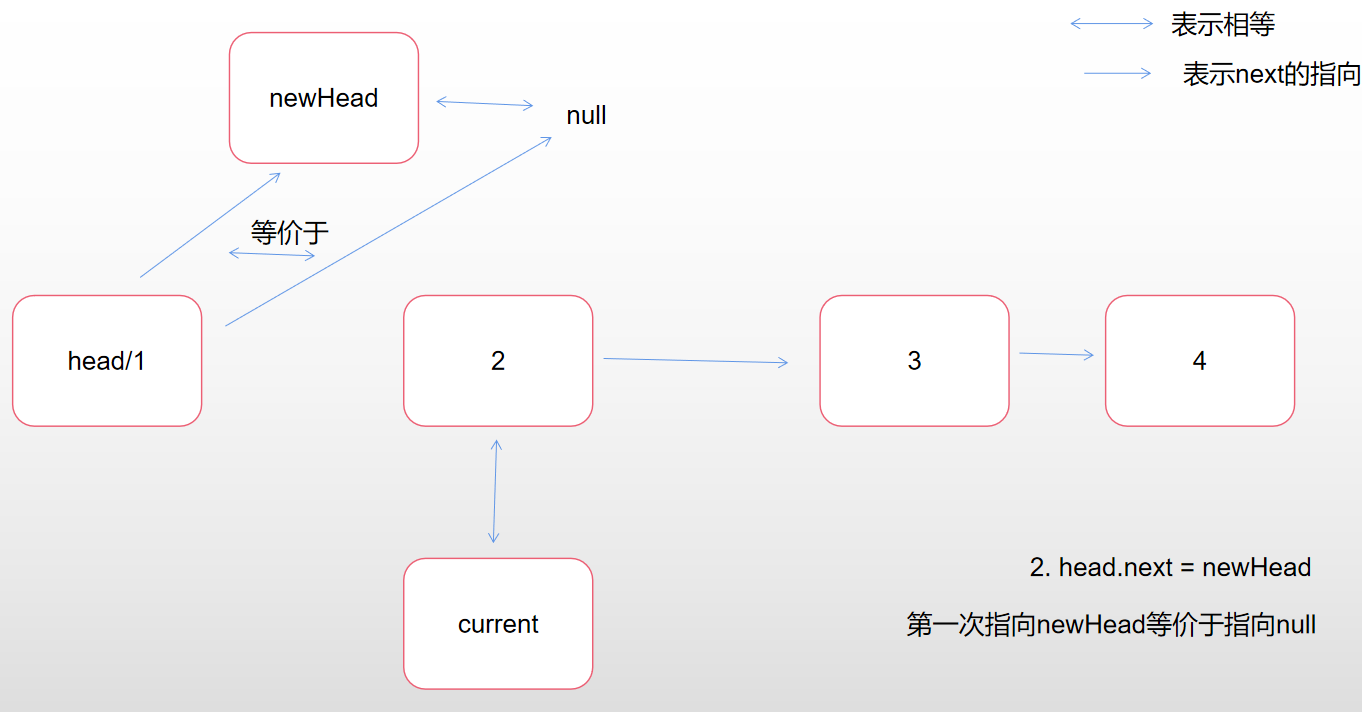 表示相等
表示next的指向
newHead
null
等价于
head/1
2
3
4
current
2. head.next = newHead
第一次指向newHead等价于指向null